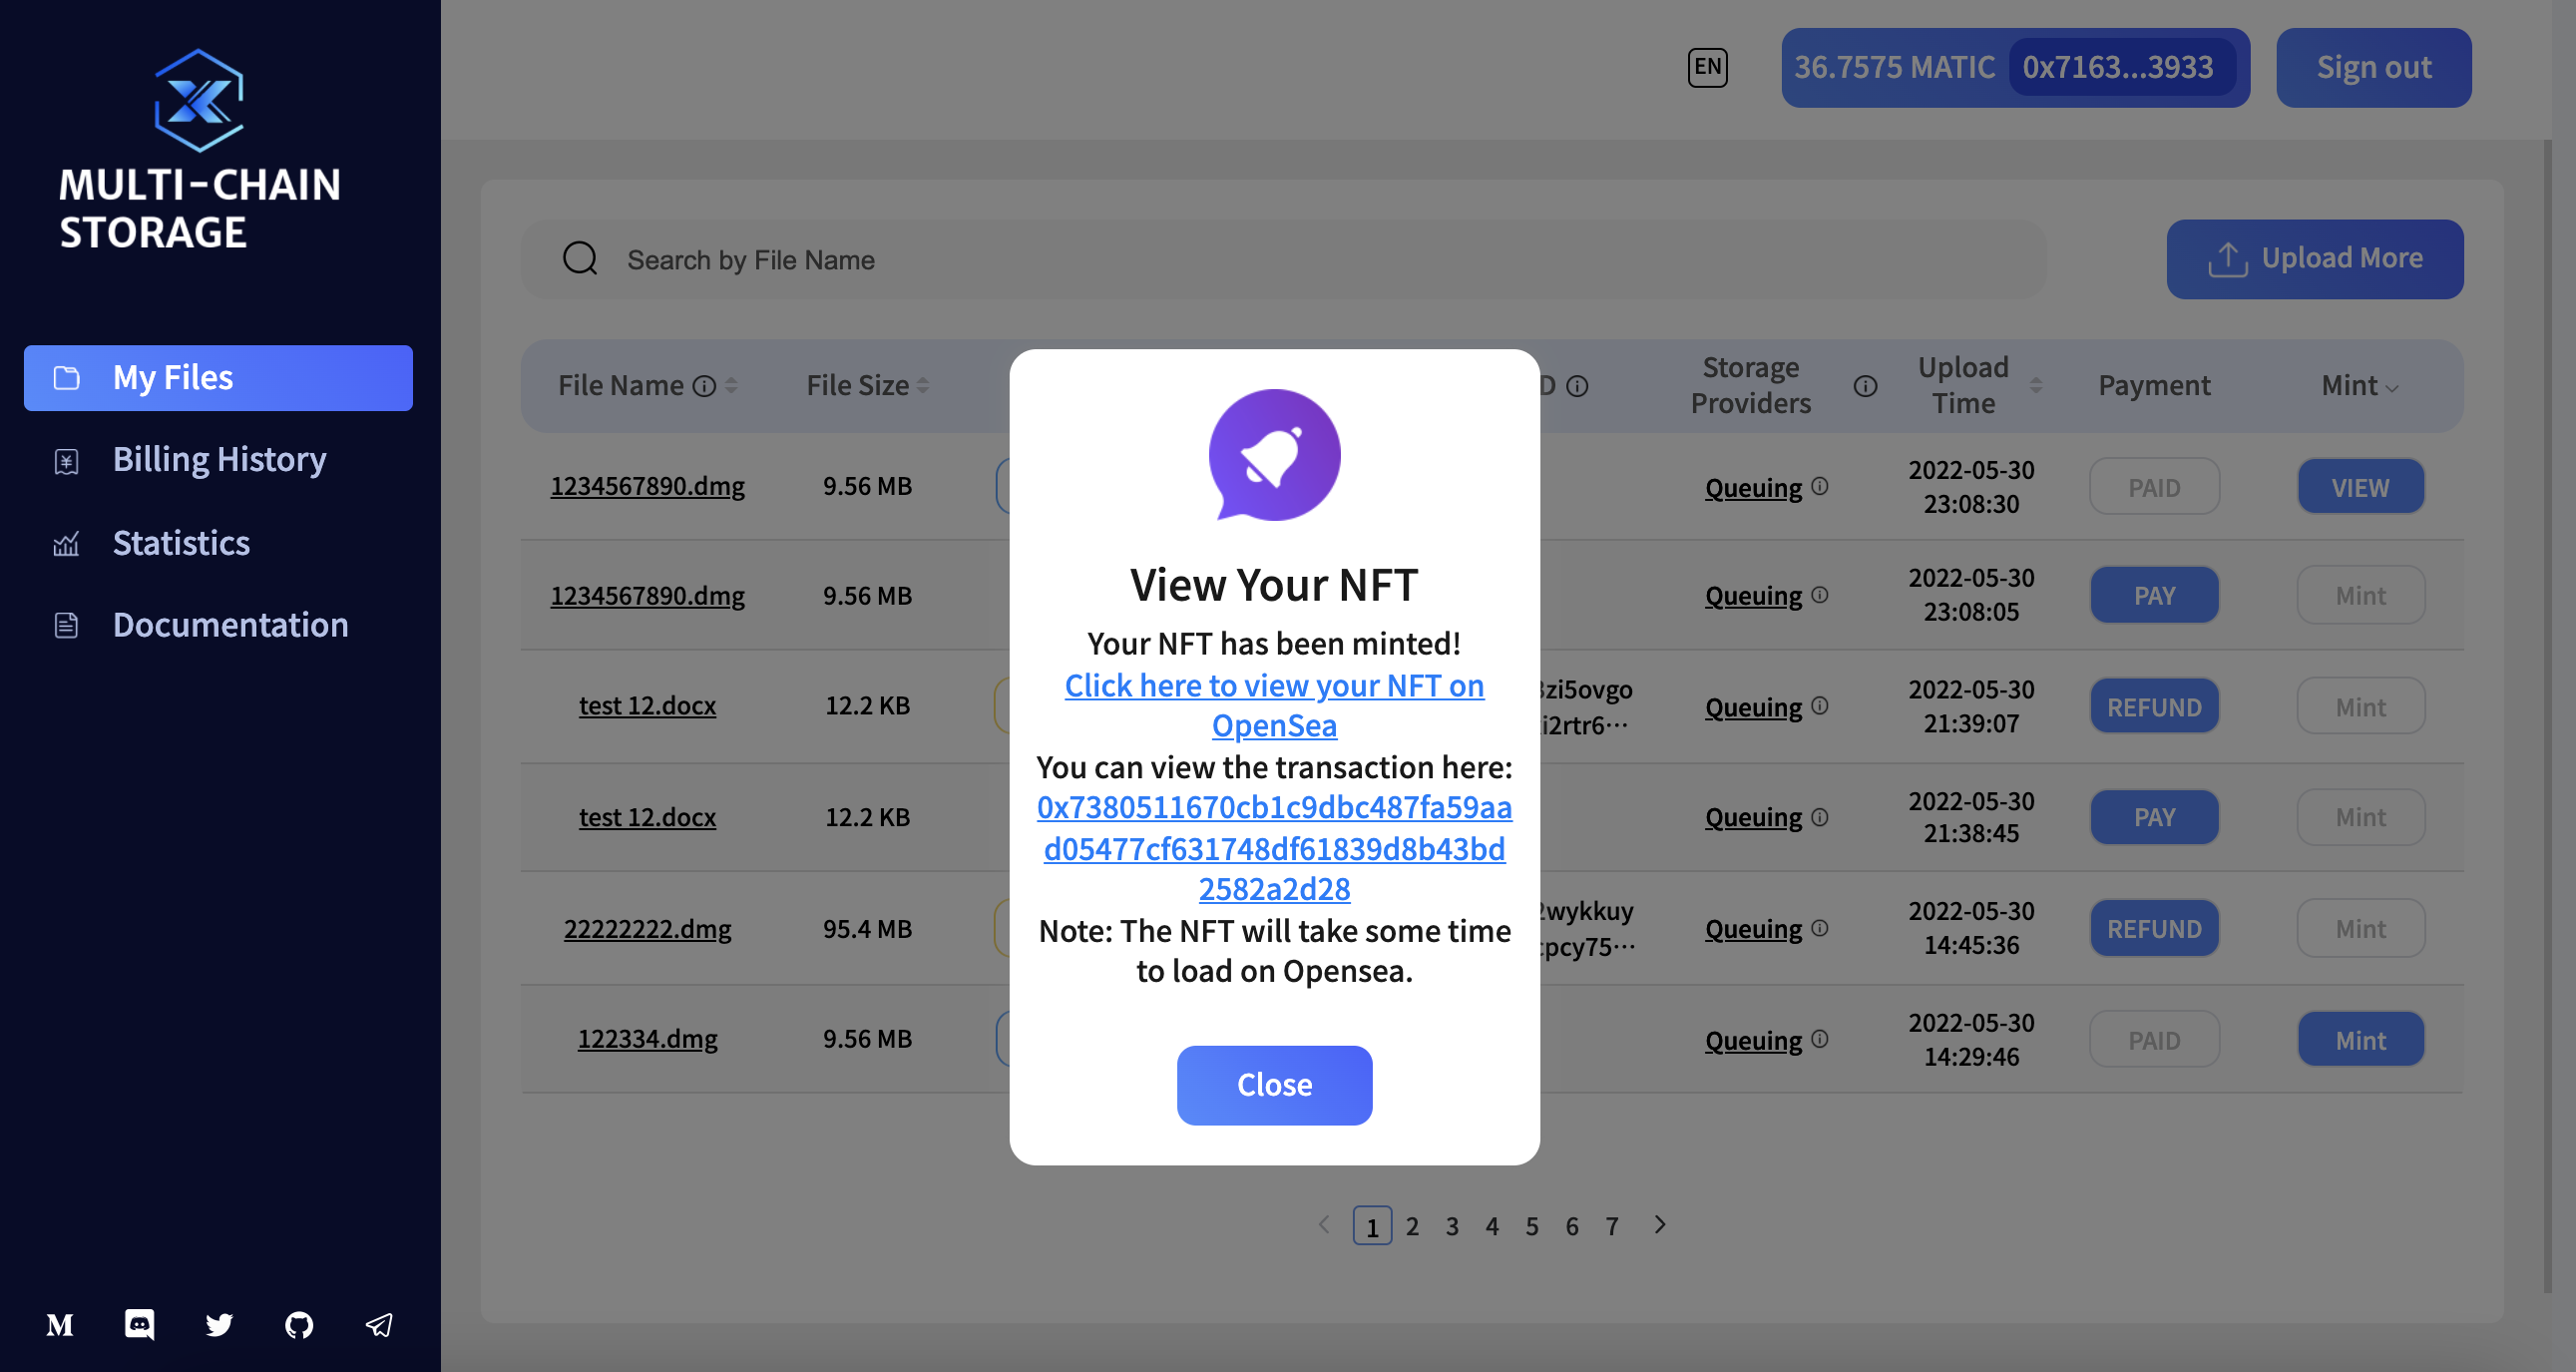 MULTI-CHAIN
STORAGE
My Files
Billing History
Statistics
Documentation
EN
36.7575 MATIC 0x7163...3933
Sign out
Search by File Name
Upload More
File Name
File Size
D
Storage
Providers
Upload
Time
Payment
Mint
1234567890.dmg 9.56 MB Queuing 2022-05-30
23:08:30
PAID VIEW
1234567890.dmg 9.56 MB Queuing 2022-05-30
23:08:05
PAY Mint
test 12.docx 12.2 KB zi5ovgo
i2rtr6...
Queuing 2022-05-30
21:39:07
REFUND Mint
test 12.docx 12.2 KB Queuing 2022-05-30
21:38:45
PAY Mint
22222222.dmg 95.4 MB wykkuy
pcy75...
Queuing 2022-05-30
14:45:36
REFUND Mint
122334.dmg 9.56 MB Queuing 2022-05-30
14:29:46
PAID Mint
View Your NFT
Your NFT has been minted!
Click here to view your NFT on
OpenSea
You can view the transaction here:
0x7380511670cb1c9dbc487fa59aa
d05477cf631748df61839d8b43bd
2582a2d28
Note: The NFT will take some time
to load on Opensea.
Close
1 2 3 4 5 6 7